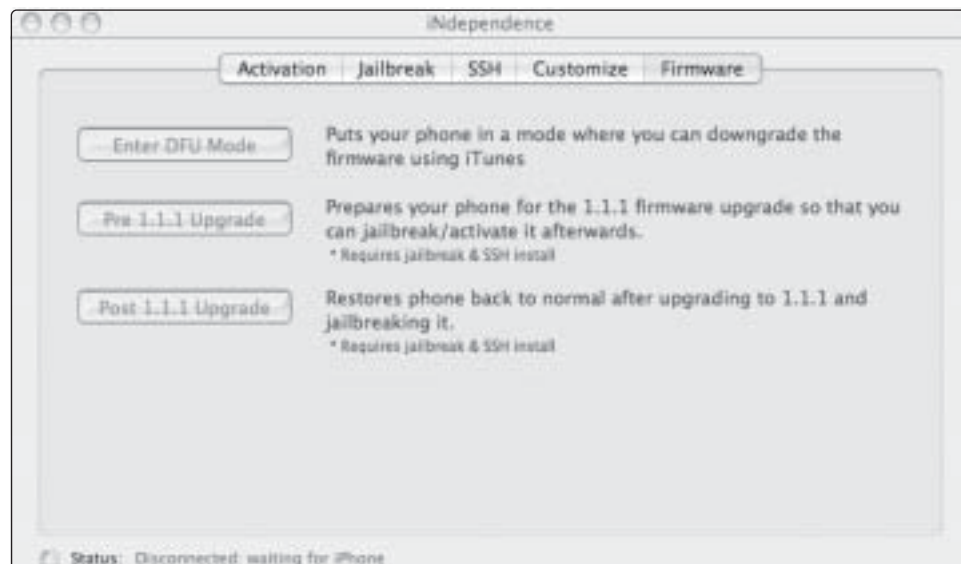 iNdependence
Activation Jailbreak SSH Customize Firmware
Enter DFU Mode
Puts your phone in a mode where you can downgrade the
firmware using iTunes
Pre 1.1.1 Upgrade
Prepares your phone for the 1.1.1 firmware upgrade so that you
can jailbreak/activate it afterwards.
* Requires jailbreak & SSH install
Post 1.1.1 Upgrade
Restores phone back to normal after upgrading to 1.1.1 and
jailbreaking it.
* Requires jailbreak & SSH install
Status: Disconnected, waiting for iPhone